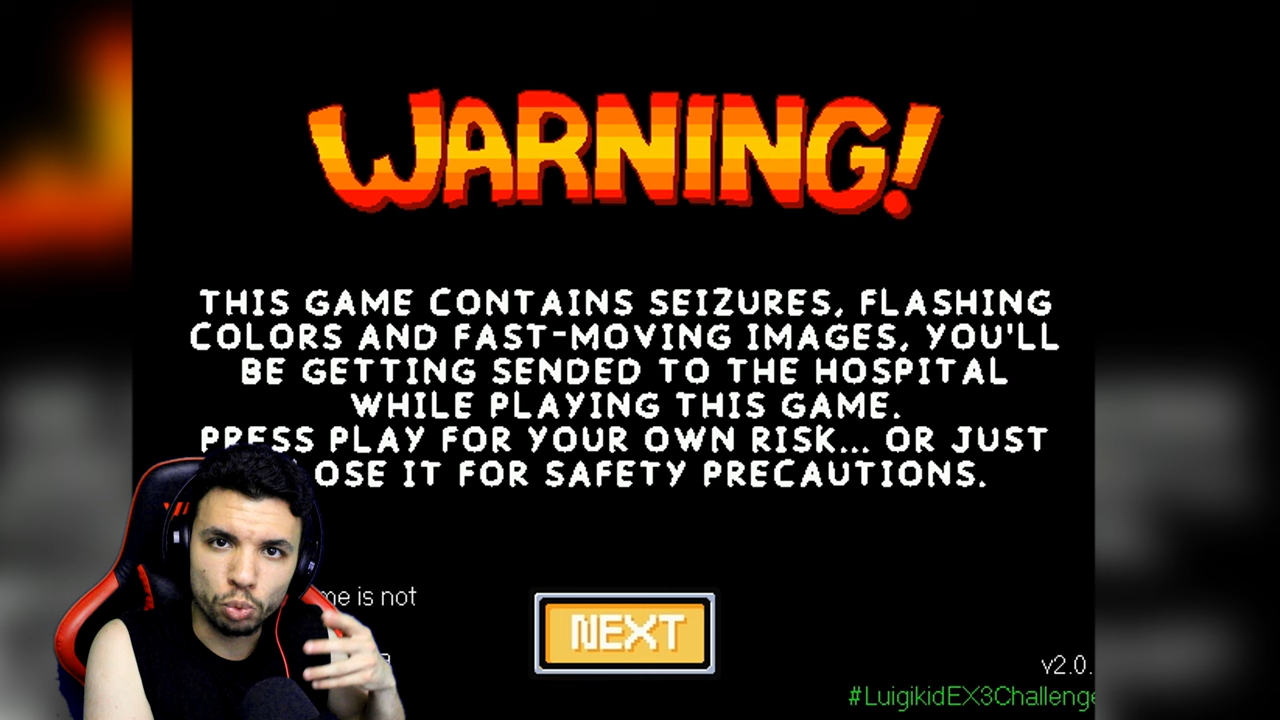 WARNING!
THIS GAME CONTAINS SEIZURES, FLASHING
COLORS AND FAST-MOVING IMAGES, YOU'LL
BE GETTING SENDED TO THE HOSPITAL
WHILE PLAYING THIS GAME.
PRESS PLAY FOR YOUR OWN RISK... OR JUST
OSE IT FOR SAFETY PRECAUTIONS.
me is not
NEXT
v2.0.
#LuigikidEX3Challenge